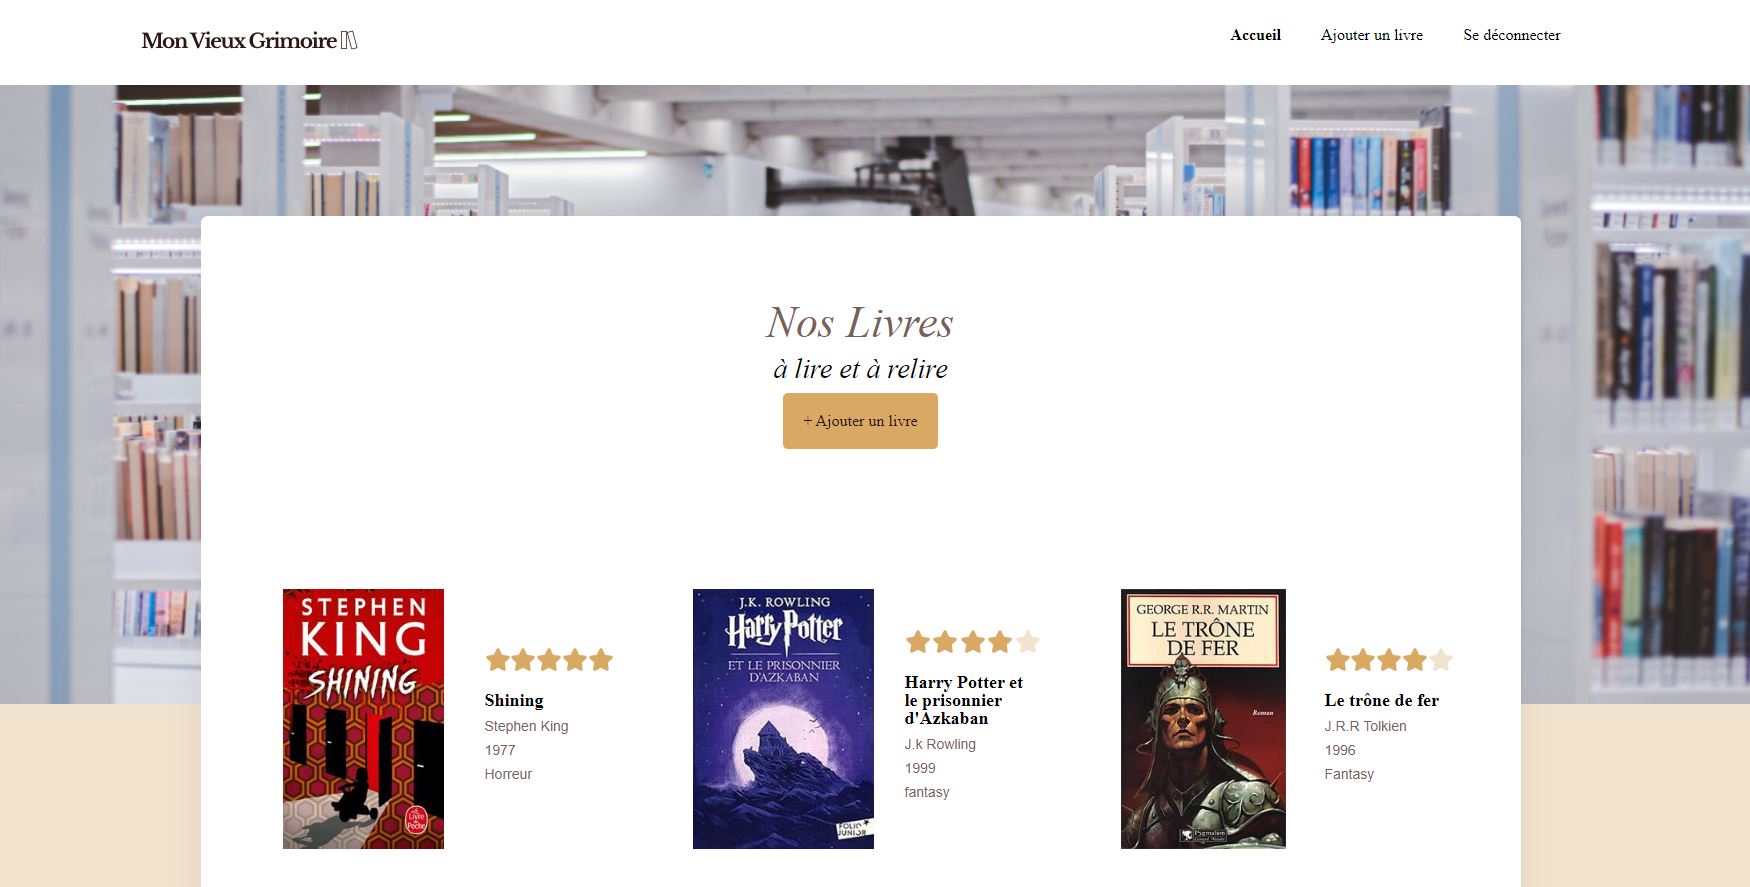 Mon Vieux Grimoire
Accueil
Ajouter un livre
Se déconnecter
Nos Livres
à lire et à relire
+ Ajouter un livre
STEPHEN
KING
SHINING
Le
Livre
de
Poche
Shining
Stephen King
1977
Horreur
J.K. ROWLING
Harry Potter
ET LE PRISONNIER
D'AZKABAN
FOLIO
JUNIOR
Harry Potter et
le prisonnier
d'Azkaban
J.k Rowling
1999
fantasy
GEORGE R.R. MARTIN
LE TRÔNE
DE FER
Roman
Pygmalion
Le trône de fer
J.R.R Tolkien
1996
Fantasy